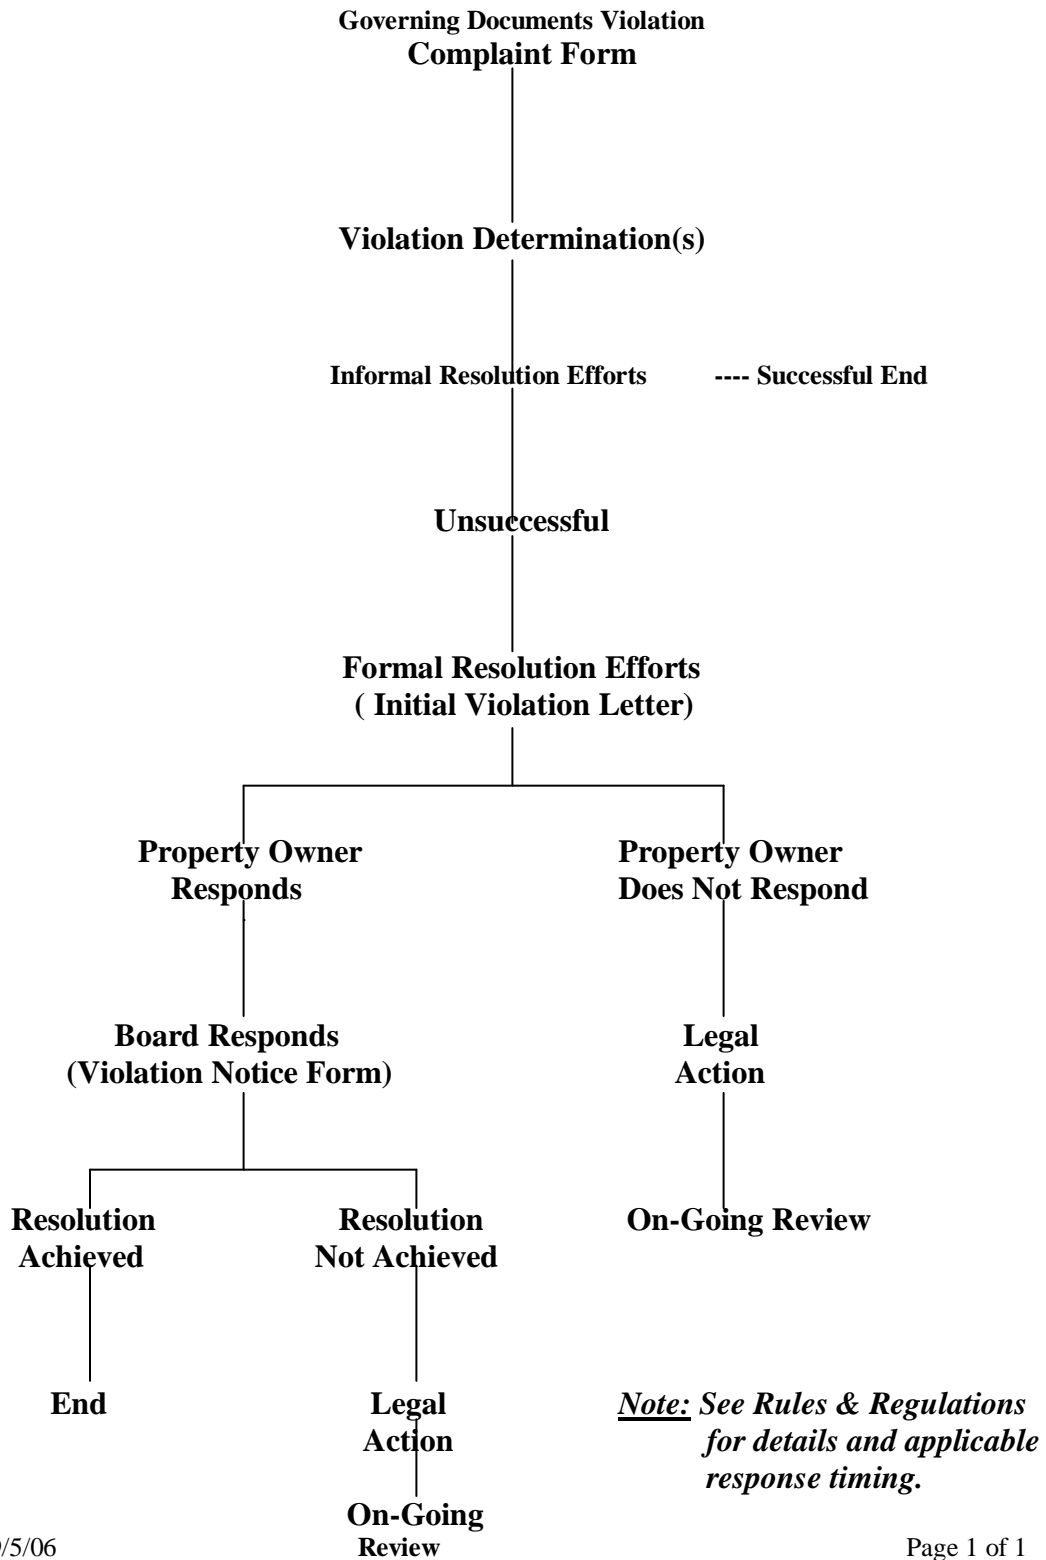 Governing Documents Violation
Complaint Form
Violation Determination(s)
Informal Resolution Efforts ---- Successful End
Unsuccessful
Formal Resolution Efforts
( Initial Violation Letter)
Property Owner
Responds
Property Owner
Does Not Respond
Board Responds
(Violation Notice Form)
Legal
Action
Resolution
Achieved
Resolution
Not Achieved
On-Going Review
End
Legal
Action
Note: See Rules & Regulations
for details and applicable
response timing.
On-Going
Review
/5/06
Page 1 of 1